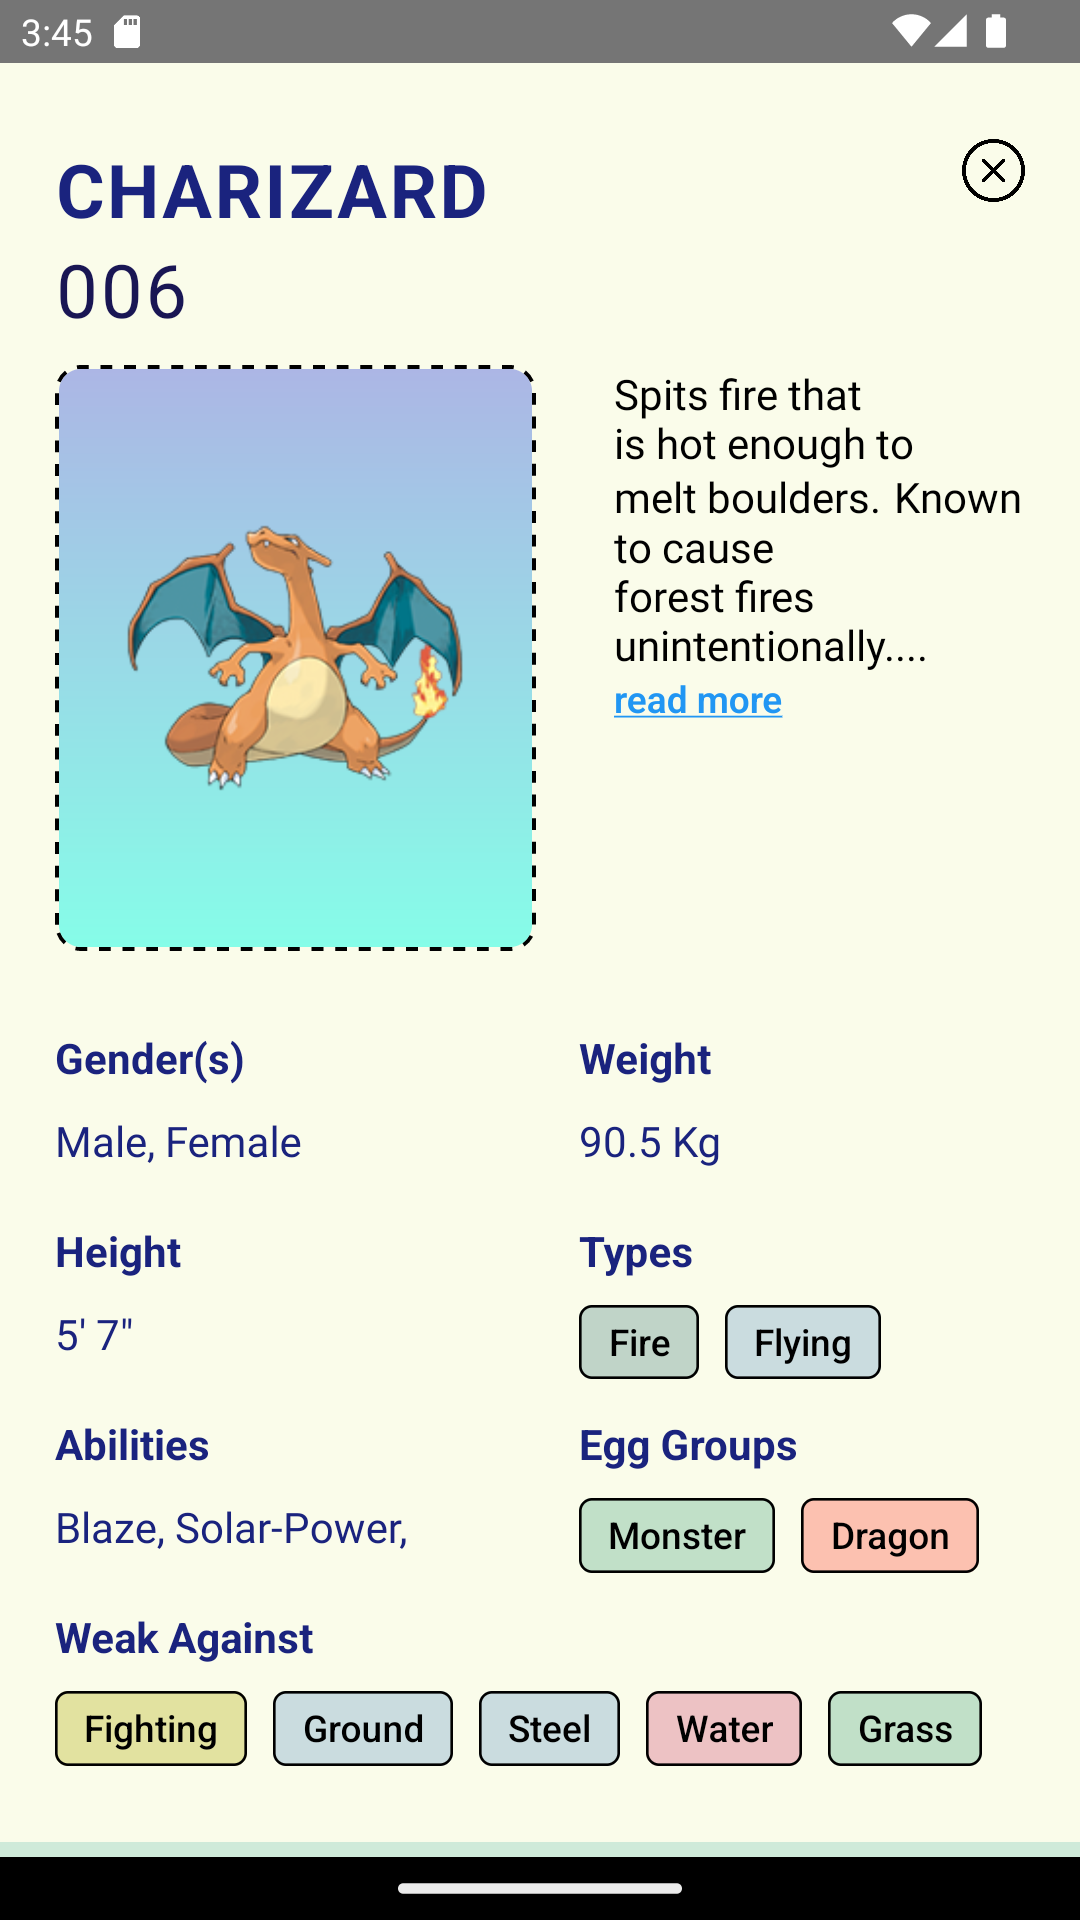 3:45
CHARIZARD
006
Spits fire that
is hot enough to
melt boulders. Known
to cause
forest fires
unintentionally....
read more
Gender(s)
Male, Female
Weight
90.5 Kg
Height
5' 7"
Types
Fire Flying
Abilities
Blaze, Solar-Power,
Egg Groups
Monster Dragon
Weak Against
Fighting Ground Steel Water Grass